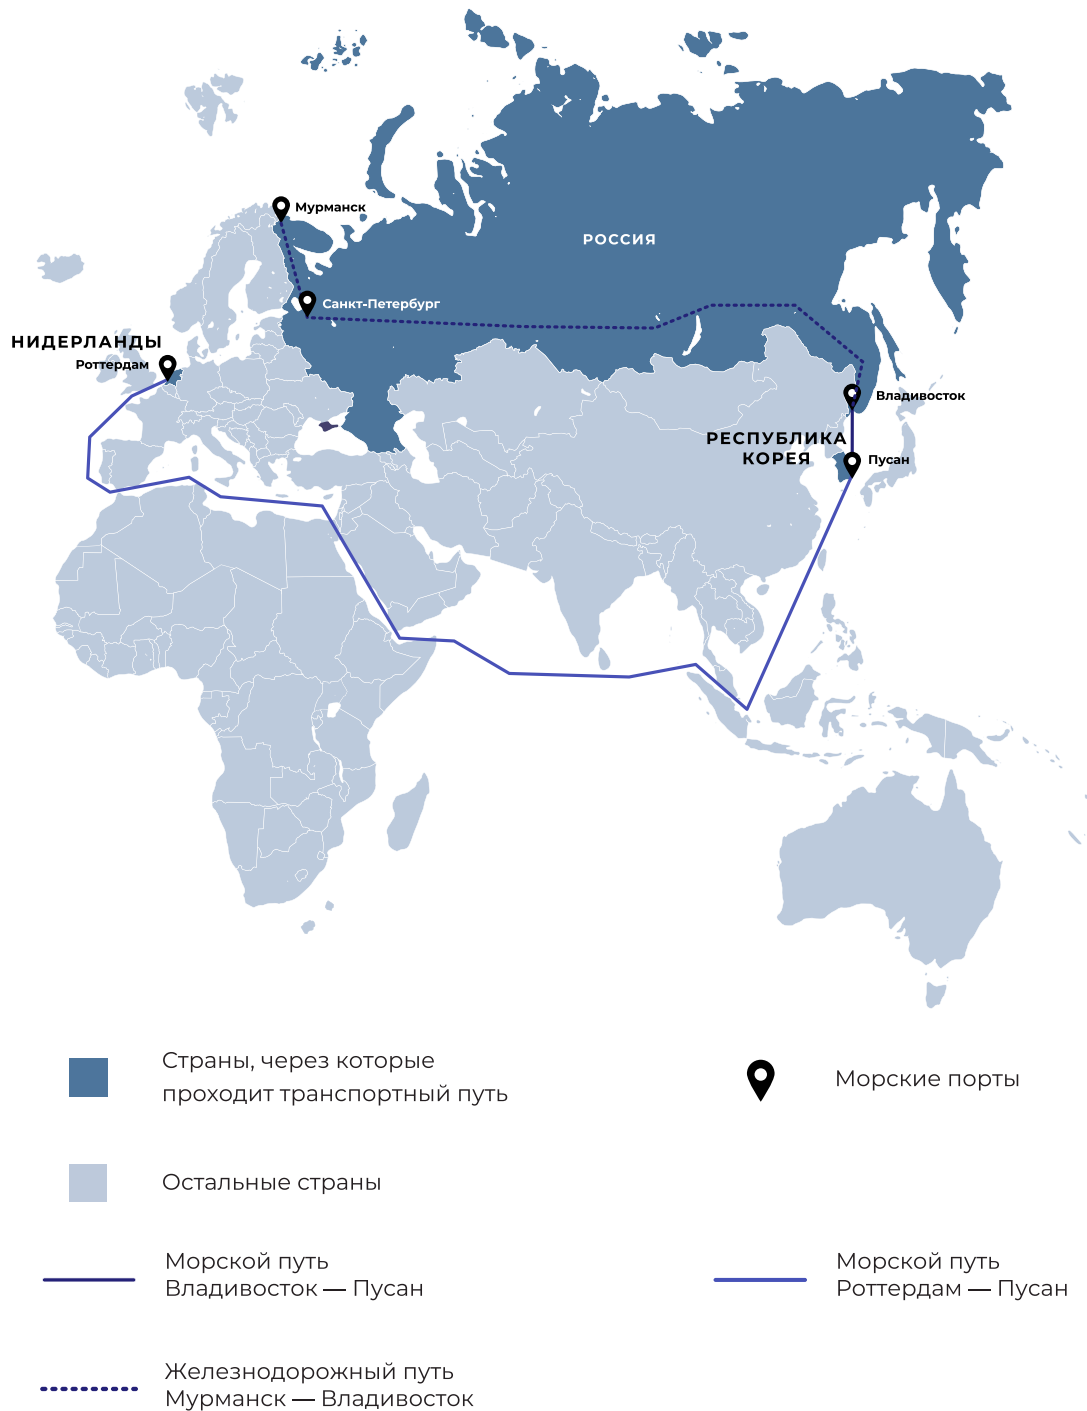 Мурманск
РОССИЯ
Санкт-Петербург
НИДЕРЛАНДЫ
Роттердам
Владивосток
РЕСПУБЛИКА
КОРЕЯ
Пусан
Страны, через которые
проходит транспортный путь
Морские порты
Остальные страны
Морской путь
Владивосток — Пусан
Морской путь
Роттердам — Пусан
Железнодорожный путь
Мурманск — Владивосток